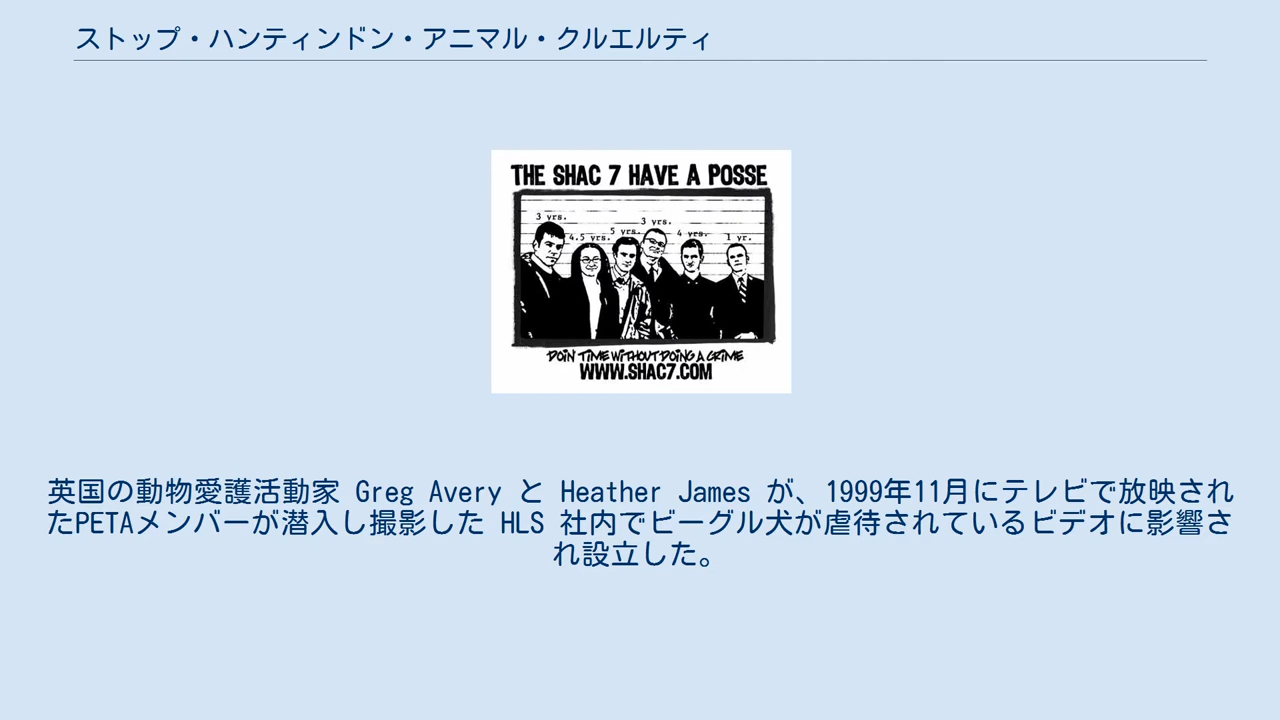 ストップ・ハンティンドン・アニマル・クルエルティ
THE SHAC 7 HAVE A POSSE
3 yrs.
4.5 yrs.
5 yrs.
3 yrs.
4 yrs.
1 yr.
DOIN' TIME WITHOUT DOING A CRIME
WWW.SHAC7.COM
英国の動物愛護活動家 Greg Avery と Heather James が、1999年11月にテレビで放映され
たPETAメンバーが潜入し撮影した HLS 社内でビーグル犬が虐待されているビデオに影響さ
れ設立した。